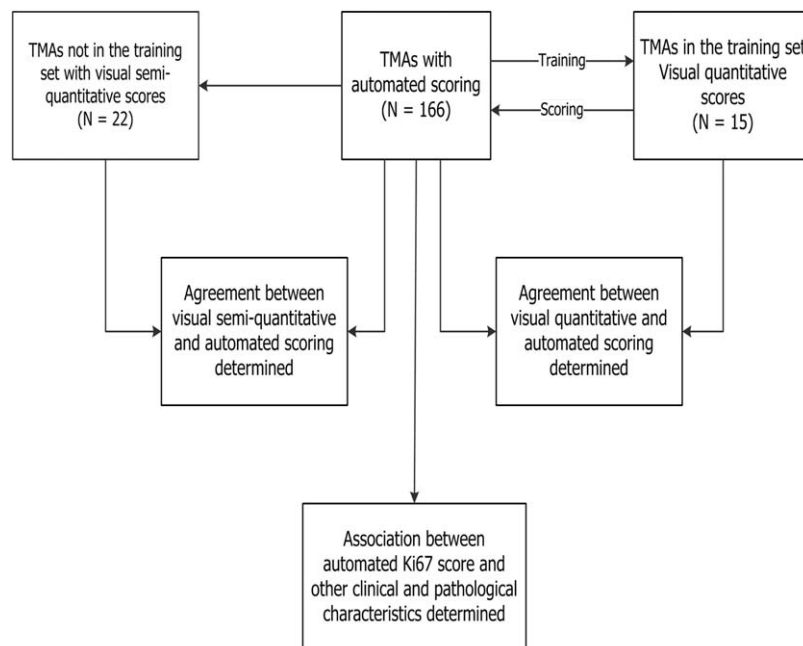 TMAs not in the training
set with visual semi-
quantitative scores
(N = 22)
TMAs with
automated scoring
(N = 166)
Training
Scoring
TMAs in the training set
Visual quantitative
scores
(N = 15)
Agreement between
visual semi-quantitative
and automated scoring
determined
Agreement between
visual quantitative and
automated scoring
determined
Association between
automated Ki67 score and
other clinical and pathological
characteristics determined